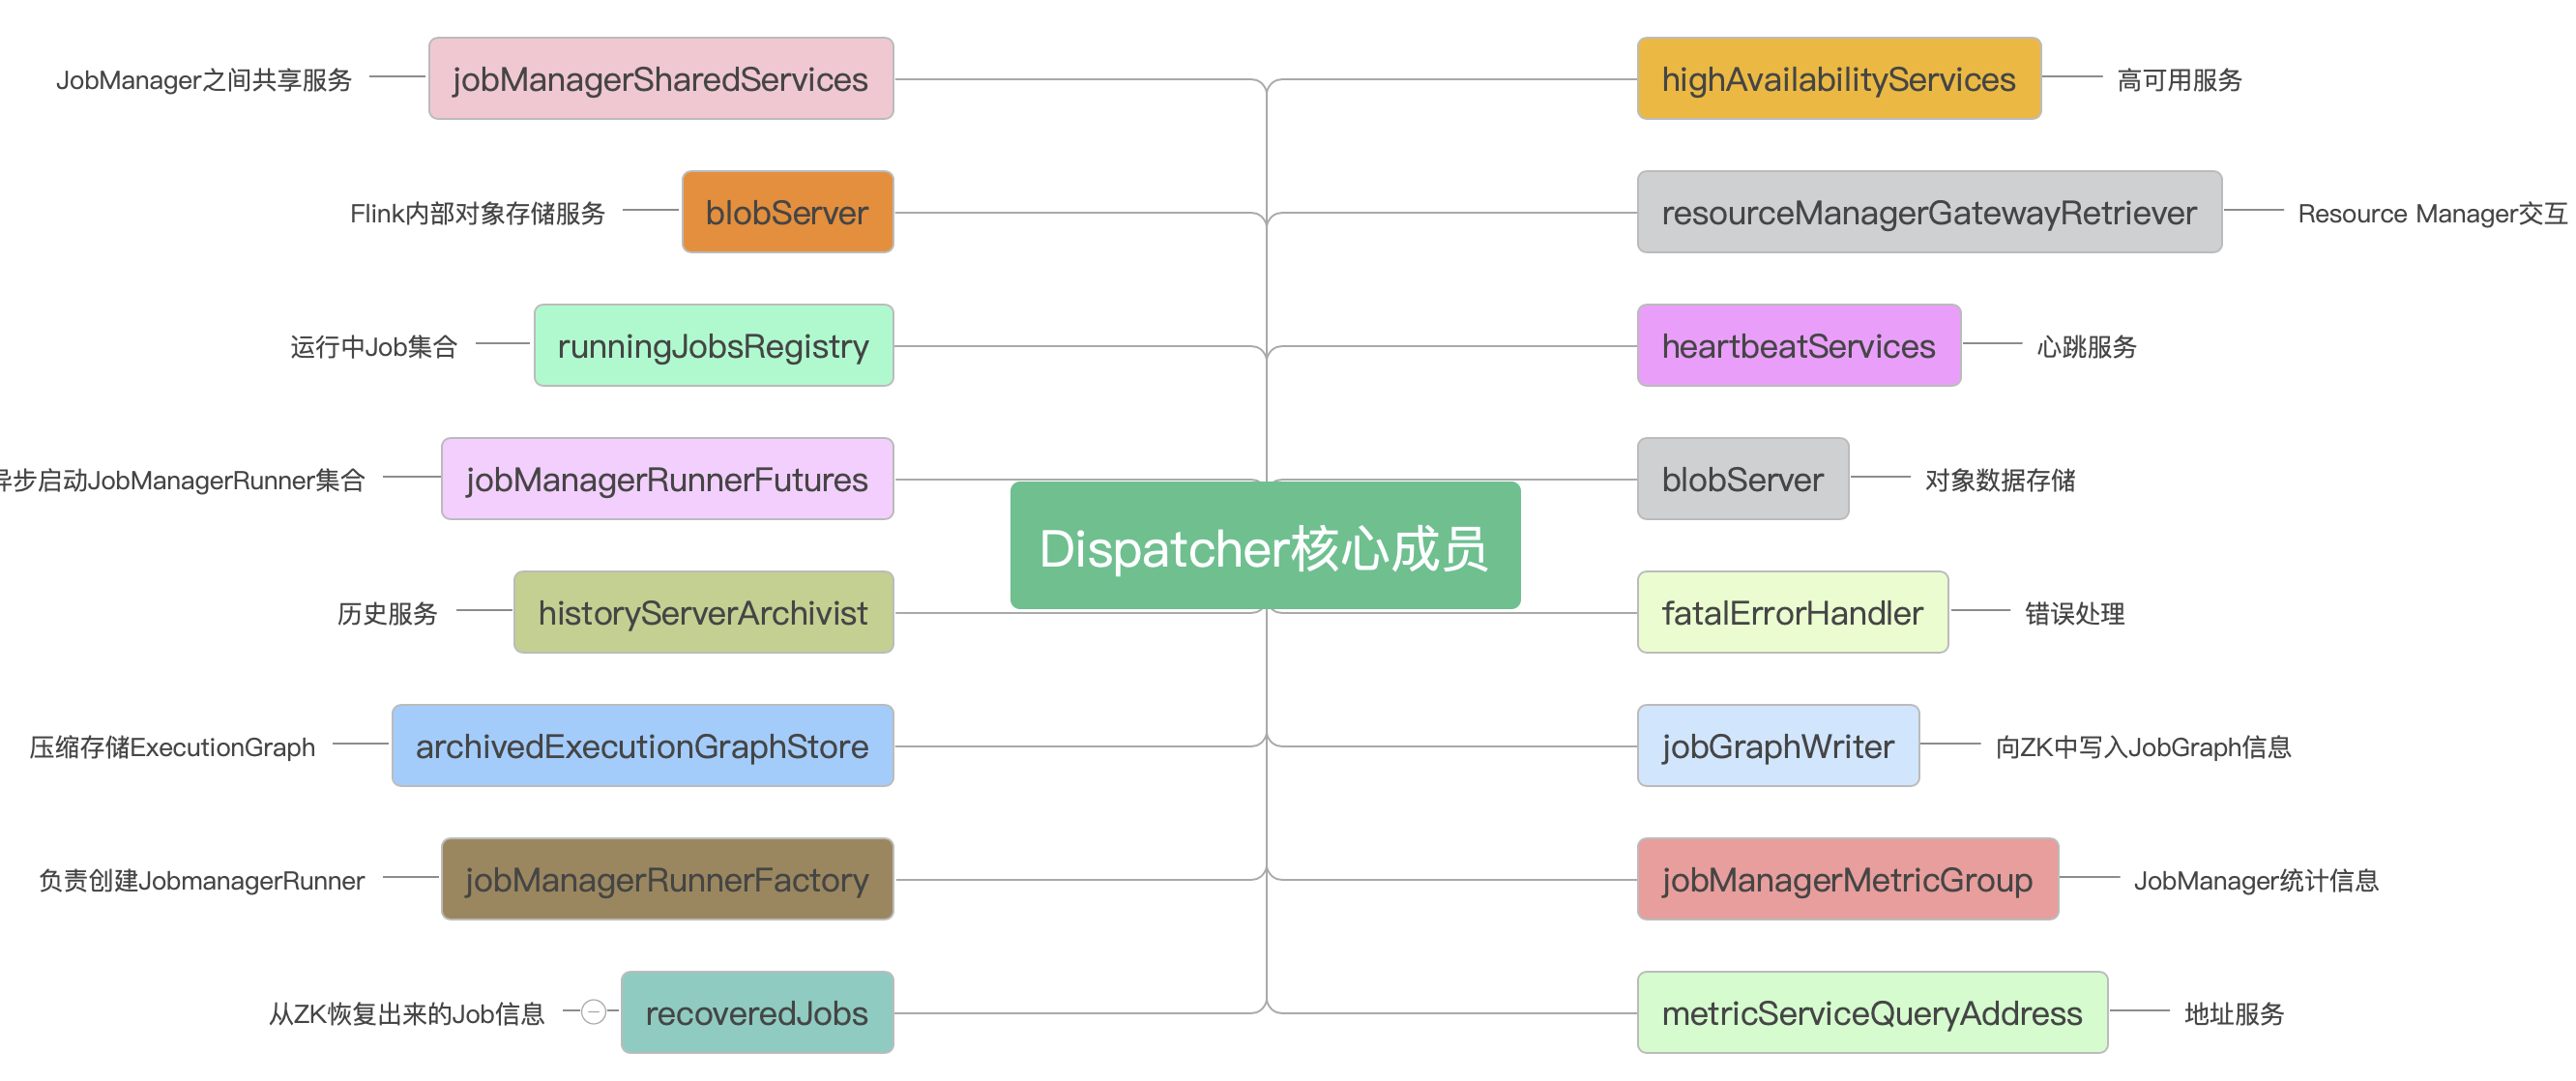 Dispatcher核心成员
JobManager之间共享服务
jobManagerSharedServices
Flink内部对象存储服务
blobServer
运行中Job集合
runningJobsRegistry
异步启动JobManagerRunner集合
jobManagerRunnerFutures
历史服务
historyServerArchivist
压缩存储ExecutionGraph
archivedExecutionGraphStore
负责创建JobmanagerRunner
jobManagerRunnerFactory
从ZK恢复出来的Job信息
recoveredJobs
highAvailabilityServices
高可用服务
resourceManagerGatewayRetriever
Resource Manager交互
heartbeatServices
心跳服务
blobServer
对象数据存储
fatalErrorHandler
错误处理
jobGraphWriter
向ZK中写入JobGraph信息
jobManagerMetricGroup
JobManager统计信息
metricServiceQueryAddress
地址服务